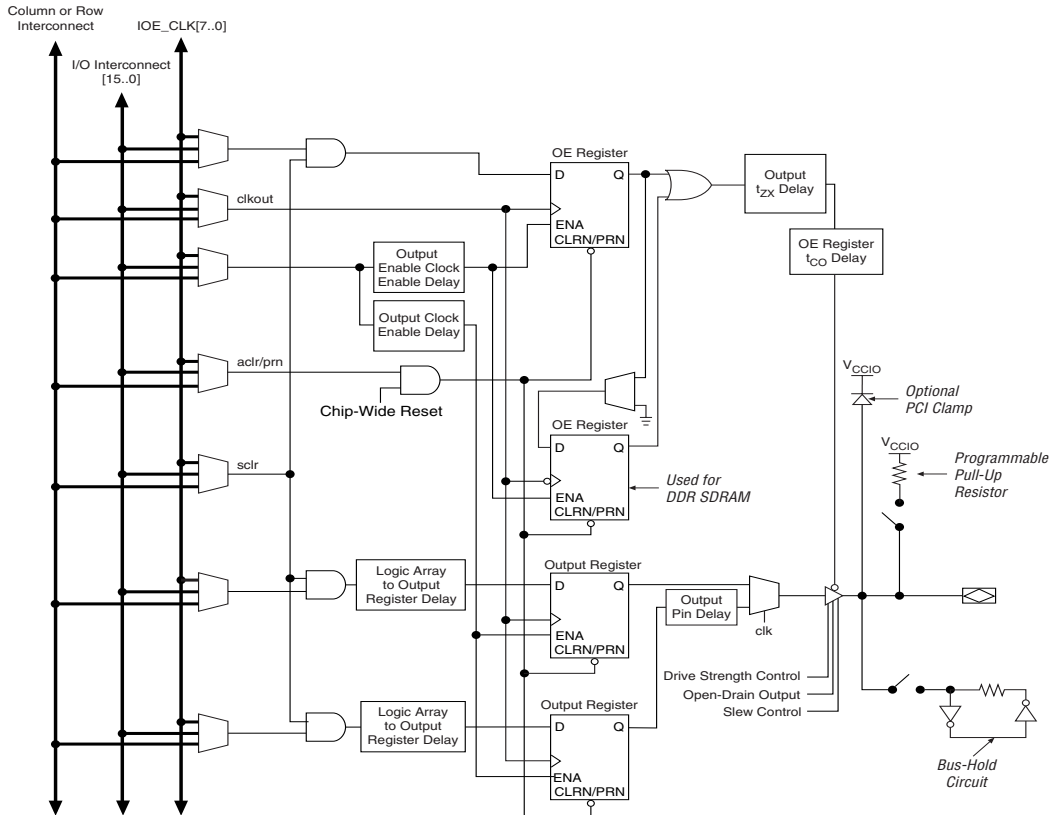 Column or Row
Interconnect
IOE_CLK[7..0]
I/O Interconnect
[15..0]
OE Register
D Q
ENA
CLRN/PRN
Output
tZX Delay
OE Register
tCO Delay
clkout
Output
Enable Clock
Enable Delay
Output Clock
Enable Delay
aclr/prn
Chip-Wide Reset
VCCIO
Optional
PCI Clamp
OE Register
D Q
ENA
CLRN/PRN
Used for
DDR SDRAM
VCCIO
Programmable
Pull-Up
Resistor
sclr
Logic Array
to Output
Register Delay
Output Register
D Q
ENA
CLRN/PRN
Output
Pin Delay
clk
Drive Strength Control
Open-Drain Output
Slew Control
Logic Array
to Output
Register Delay
Output Register
D Q
ENA
CLRN/PRN
Bus-Hold
Circuit